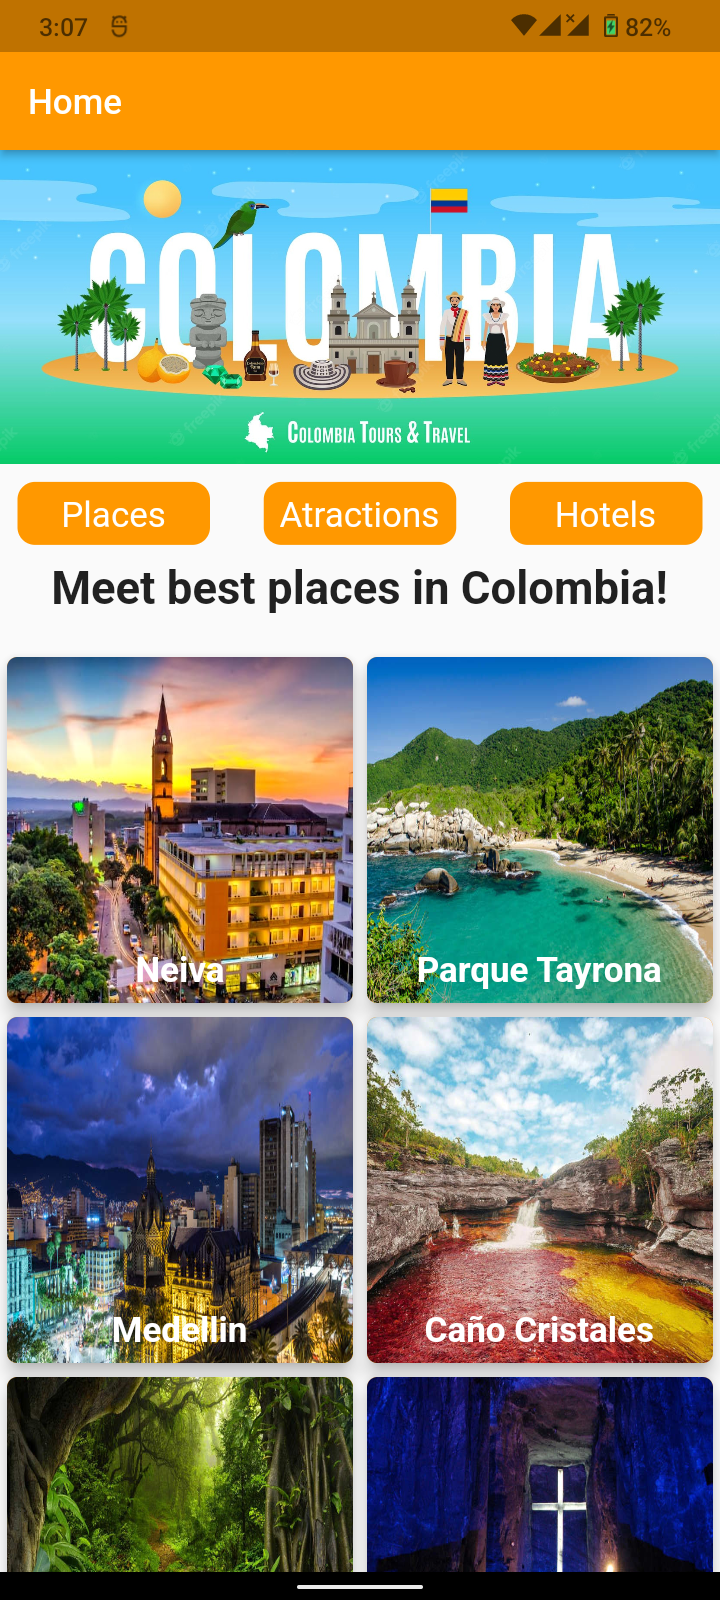 3:07
82%
Home
COLOMBIA
Colombia Tours & Travel
Places
Atractions
Hotels
Meet best places in Colombia!
Neiva
Parque Tayrona
Medellin
Caño Cristales